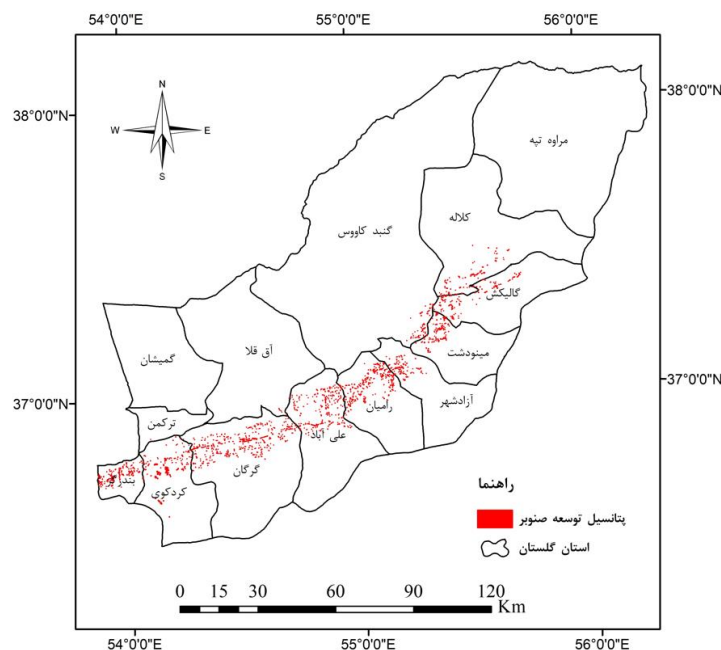 54°0'0"E 55°0'0"E 56°0'0"E
38°0'0"N 38°0'0"N
N
W E
S
مراوه تپه
کلاله
گنبد کاووس
گالیکش
مینودشت
آق قلا
گمیشان
آزادشهر
رامیان
37°0'0"N 37°0'0"N
ترکمن
علی آباد
گرگان
کردکوی
راهنما
پتانسیل توسعه صنوبر
استان گلستان
0 15 30 60 90 120
Km
54°0'0"E 55°0'0"E 56°0'0"E